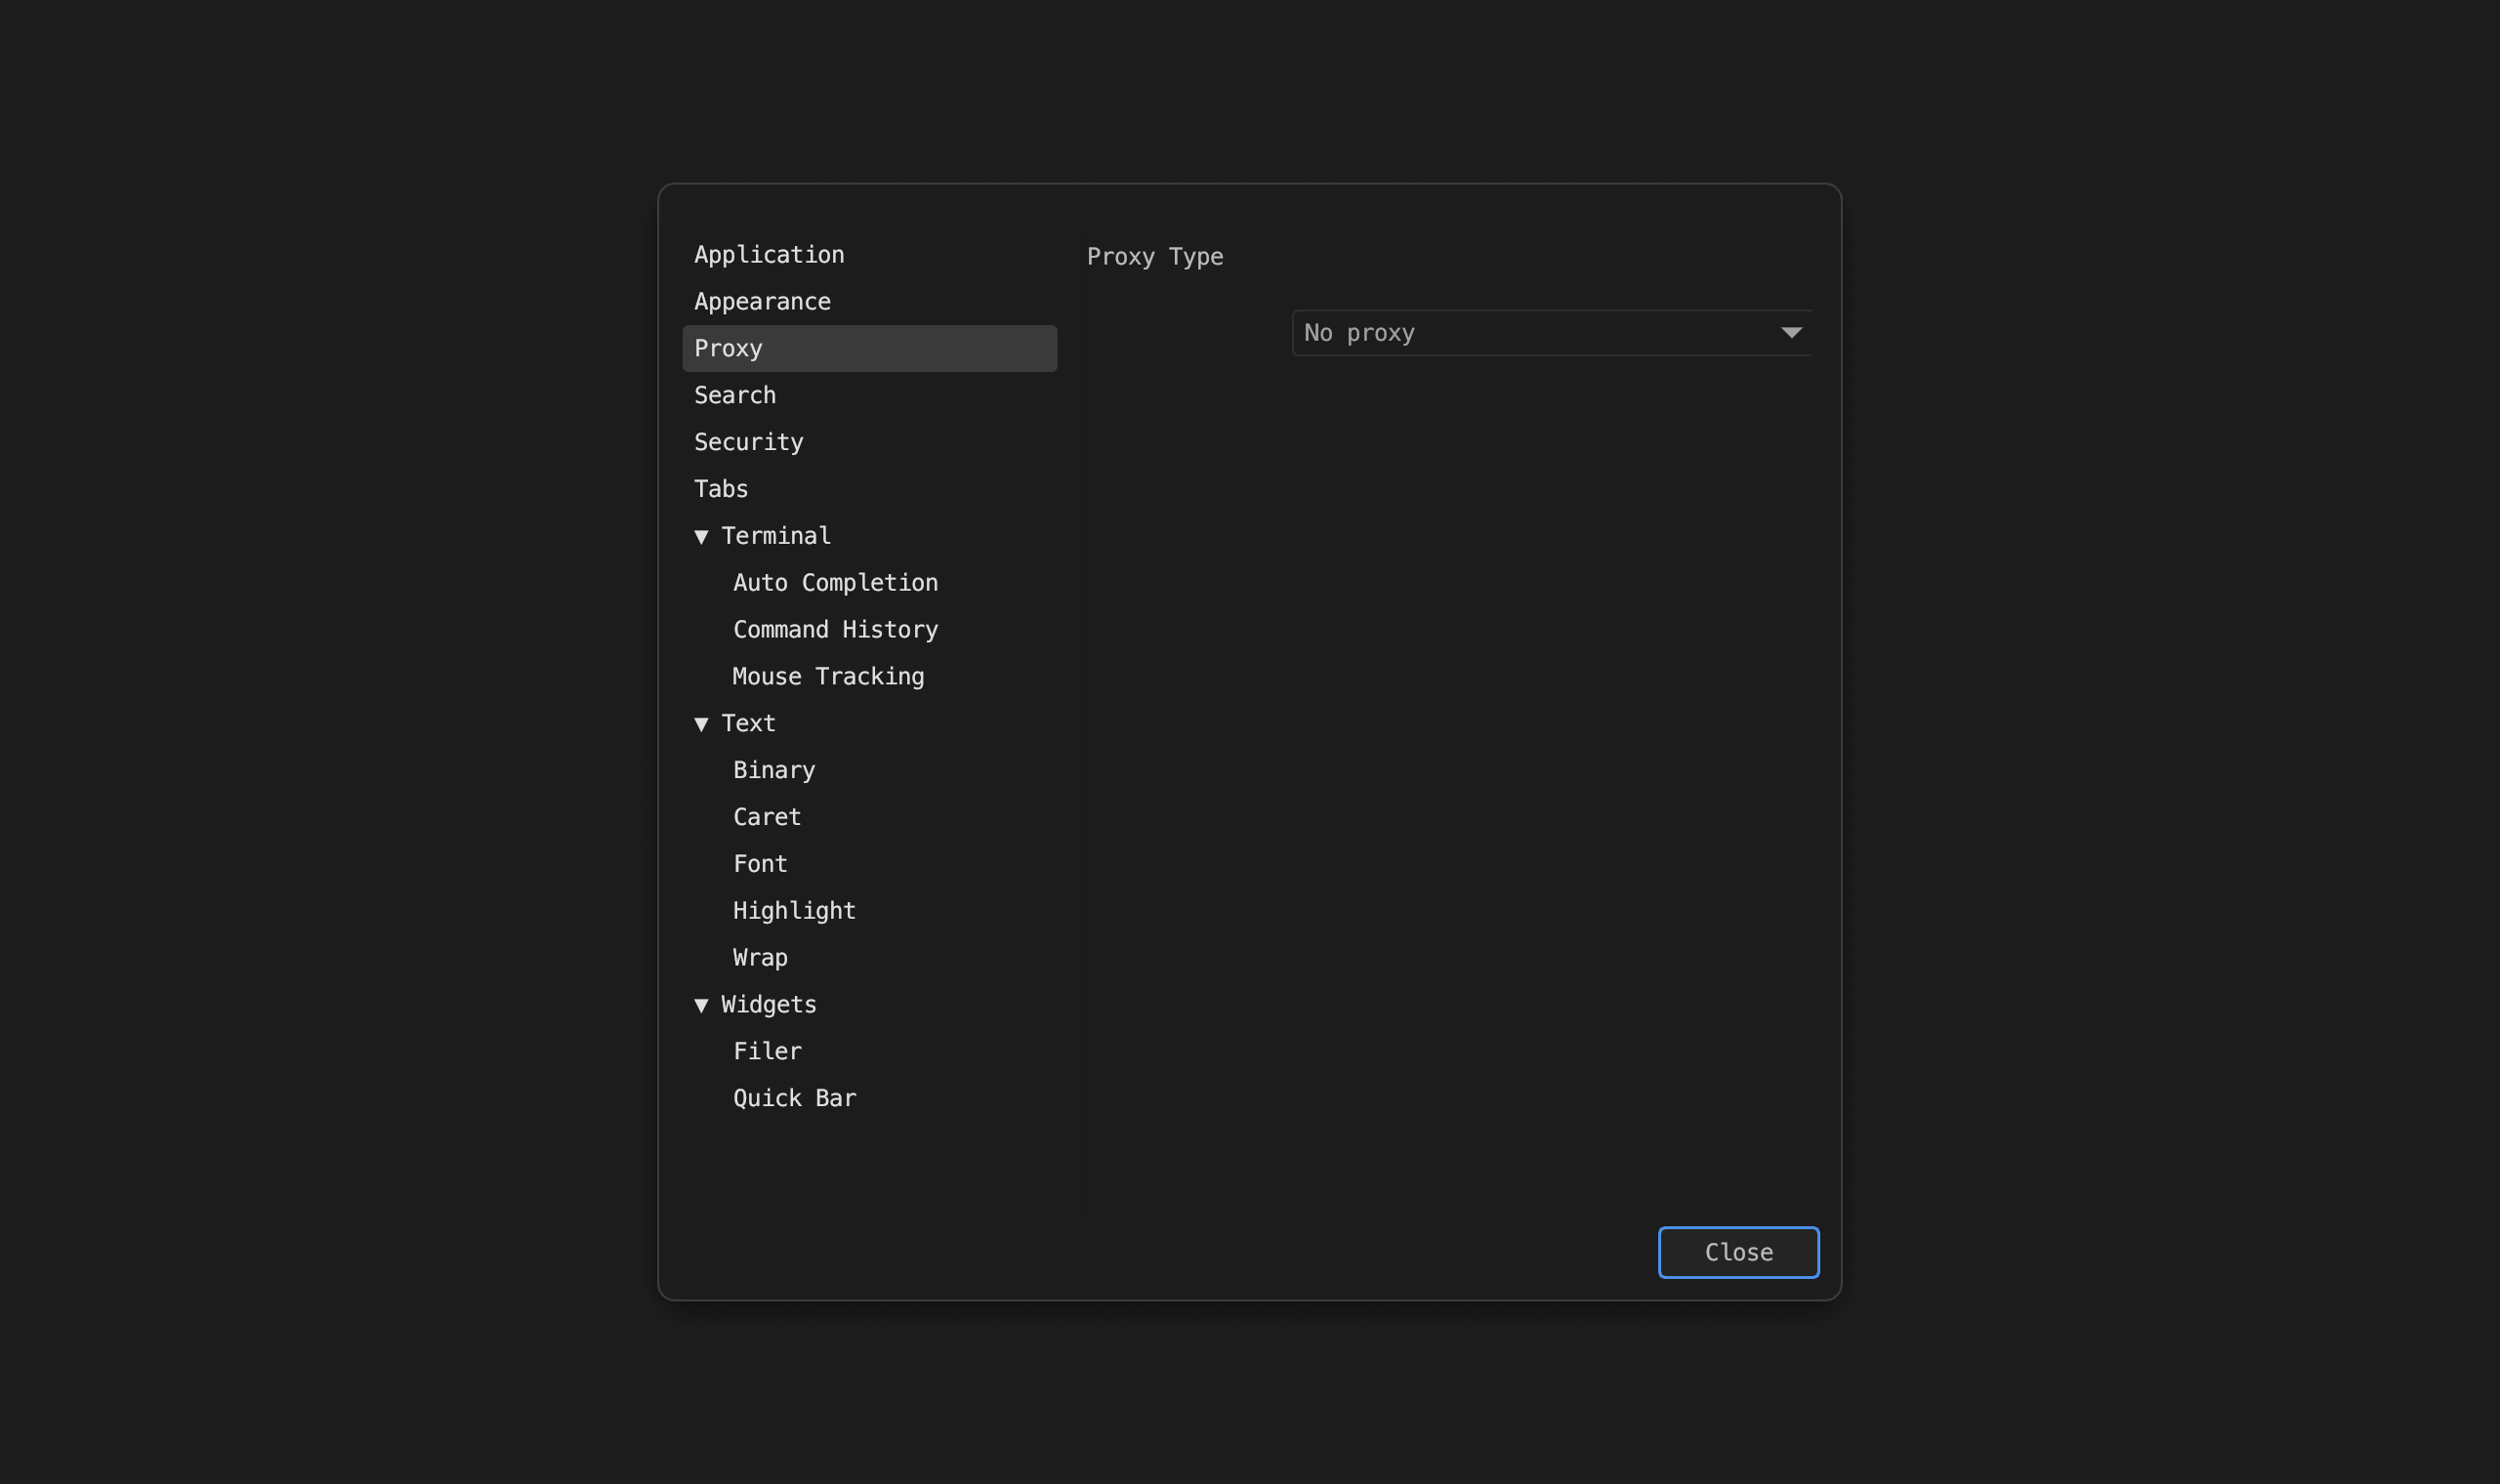 Application
Appearance
Proxy
Search
Security
Tabs
▼ Terminal
Auto Completion
Command History
Mouse Tracking
▼ Text
Binary
Caret
Font
Highlight
Wrap
▼ Widgets
Filer
Quick Bar
Proxy Type
No proxy
Close